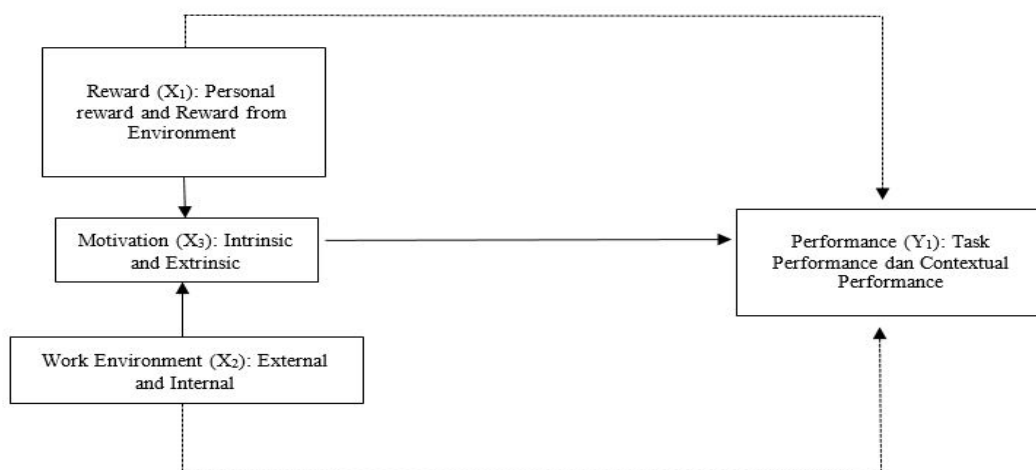 Reward (X₁): Personal
reward and Reward from
Environment
Motivation (X₃): Intrinsic
and Extrinsic
Performance (Y₁): Task
Performance dan Contextual
Performance
Work Environment (X₂): External
and Internal